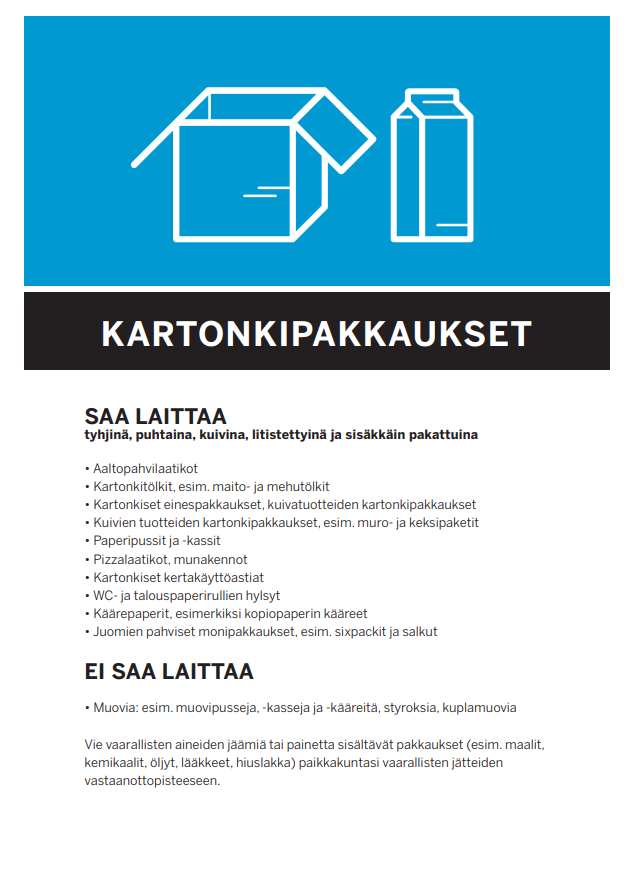 KARTONKIPAKKAUKSET
SAA LAITTAA
tyhjinä, puhtaina, kuivina, litistettyinä ja sisäkkäin pakattuina
• Aaltopahvilaatikot
• Kartonkitölkit, esim. maito- ja mehutölkit
• Kartonkiset einespakkaukset, kuivatuotteiden kartonkipakkaukset
• Kuivien tuotteiden kartonkipakkaukset, esim. muro- ja keksipaketit
• Paperipussit ja -kassit
• Pizzalaatikot, munakennot
• Kartonkiset kertakäyttöastiat
• WC- ja talouspaperirullien hylsyt
• Käärepaperit, esimerkiksi kopiopaperin kääreet
• Juomien pahviset monipakkaukset, esim. sixpackit ja salkut
EI SAA LAITTAA
• Muovia: esim. muovipusseja, -kasseja ja -kääreitä, styroksia, kuplamuovia
Vie vaarallisten aineiden jäämiä tai painetta sisältävät pakkaukset (esim. maalit,
kemikaalit, öljyt, lääkkeet, hiuslakka) paikkakuntasi vaarallisten jätteiden
vastaanottopisteeseen.